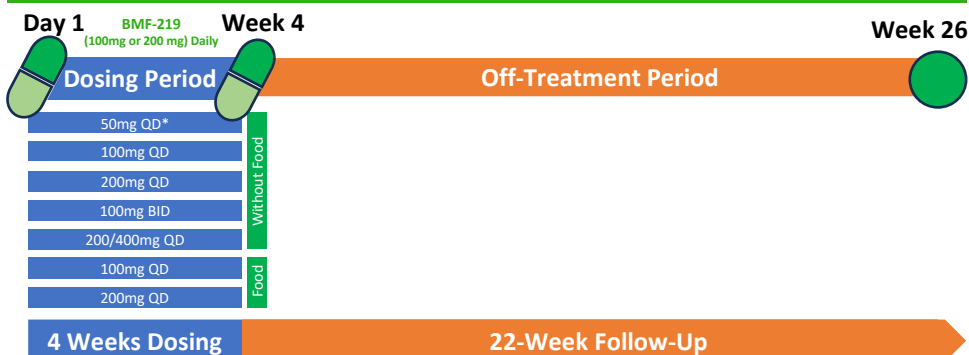 Day 1
BMF-219
(100mg or 200 mg) Daily
Week 4
Week 26
Dosing Period
Off-Treatment Period
50mg QD*
100mg QD
200mg QD
100mg BID
200/400mg QD
Without Food
100mg QD
200mg QD
Food
4 Weeks Dosing
22-Week Follow-Up